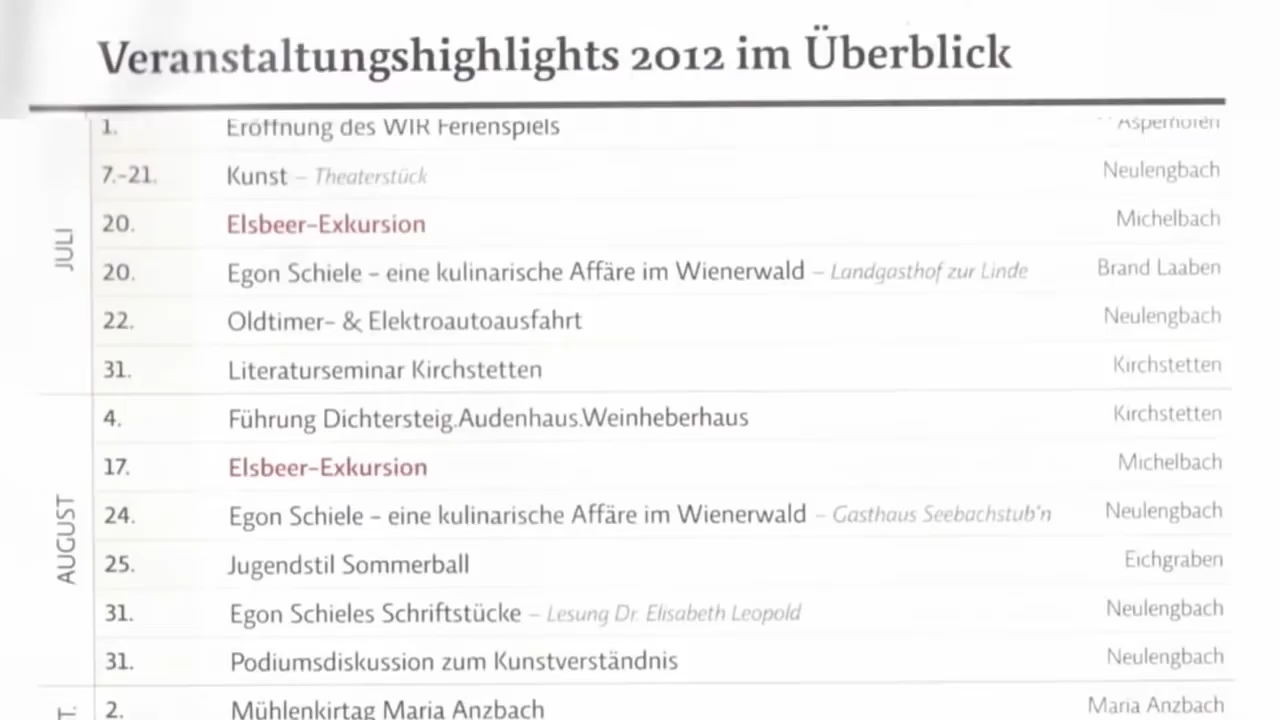 Veranstaltungshighlights 2012 im Überblick
1. Eröffnung des WIR Ferienspiels Asperhofen
7.-21. Kunst – Theaterstück Neulengbach
JULI
20. Elsbeer-Exkursion Michelbach
20. Egon Schiele – eine kulinarische Affäre im Wienerwald – Landgasthof zur Linde Brand Laaben
22. Oldtimer- & Elektroautoausfahrt Neulengbach
31. Literaturseminar Kirchstetten Kirchstetten
4. Führung Dichtersteig.Audenhaus.Weinheberhaus Kirchstetten
17. Elsbeer-Exkursion Michelbach
AUGUST
24. Egon Schiele – eine kulinarische Affäre im Wienerwald – Gasthaus Seebachstub'n Neulengbach
25. Jugendstil Sommerball Eichgraben
31. Egon Schieles Schriftstücke – Lesung Dr. Elisabeth Leopold Neulengbach
31. Podiumsdiskussion zum Kunstverständnis Neulengbach
T.
2. Mühlenkirtag Maria Anzbach Maria Anzbach